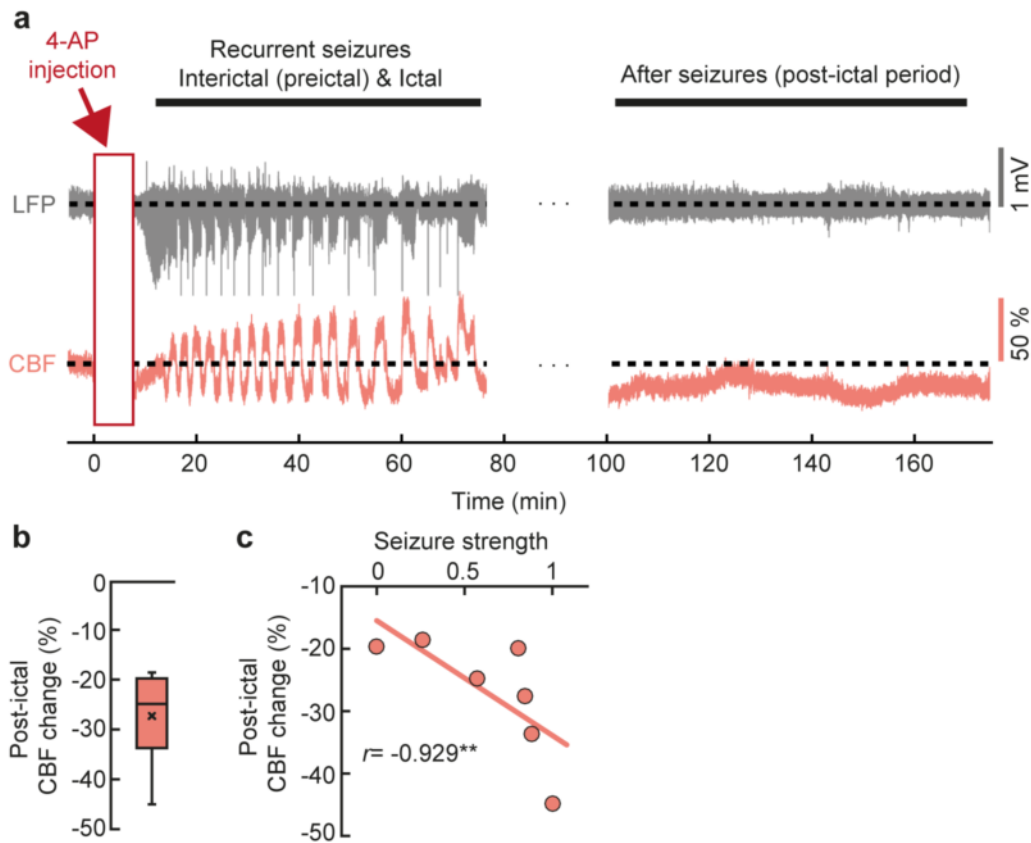 a
4-AP
injection
Recurrent seizures
Interictal (preictal) & Ictal
After seizures (post-ictal period)
LFP
. . .
1 mV
CBF
. . .
50 %
0 20 40 60 80 100 120 140 160
Time (min)
b
Post-ictal
CBF change (%)
0
-10
-20
-30
-40
-50
×
c
Seizure strength
0 0.5 1
Post-ictal
CBF change (%)
-10
-20
-30
-40
-50
r= -0.929**